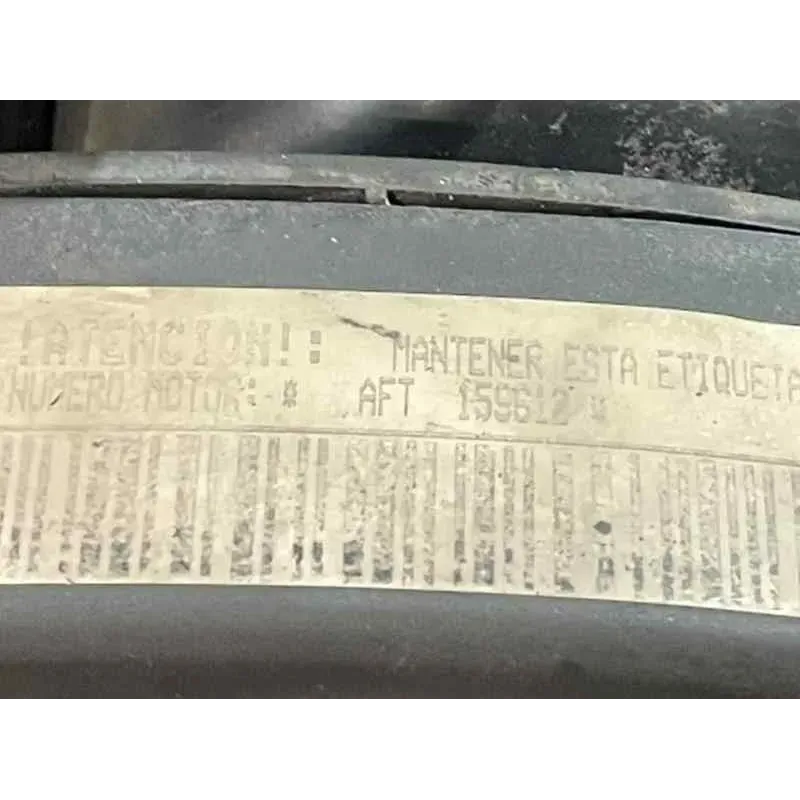 !ATENCION!: MANTENER ESTA ETIQUETA
NUMERO MOTOR:* AFT 159612 *